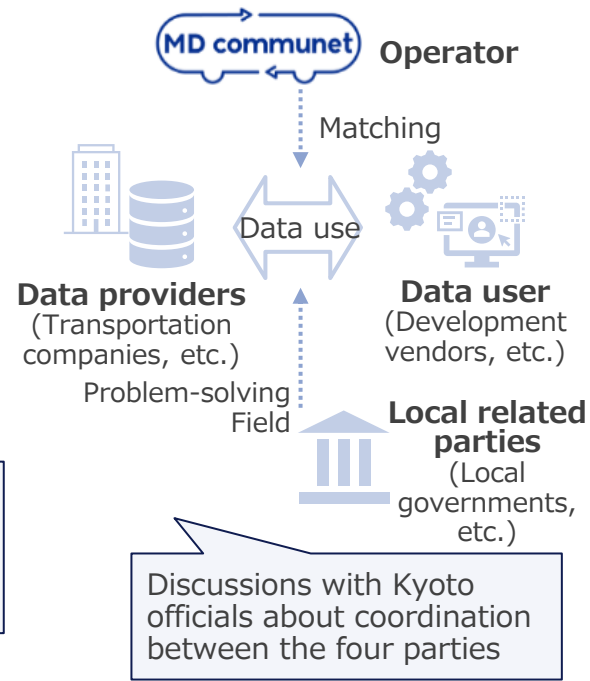 MD communet
Operator
Matching
Data use
Data providers
(Transportation
companies, etc.)
Data user
(Development
vendors, etc.)
Problem-solving
Field
Local related
parties
(Local
governments,
etc.)
Discussions with Kyoto
officials about coordination
between the four parties